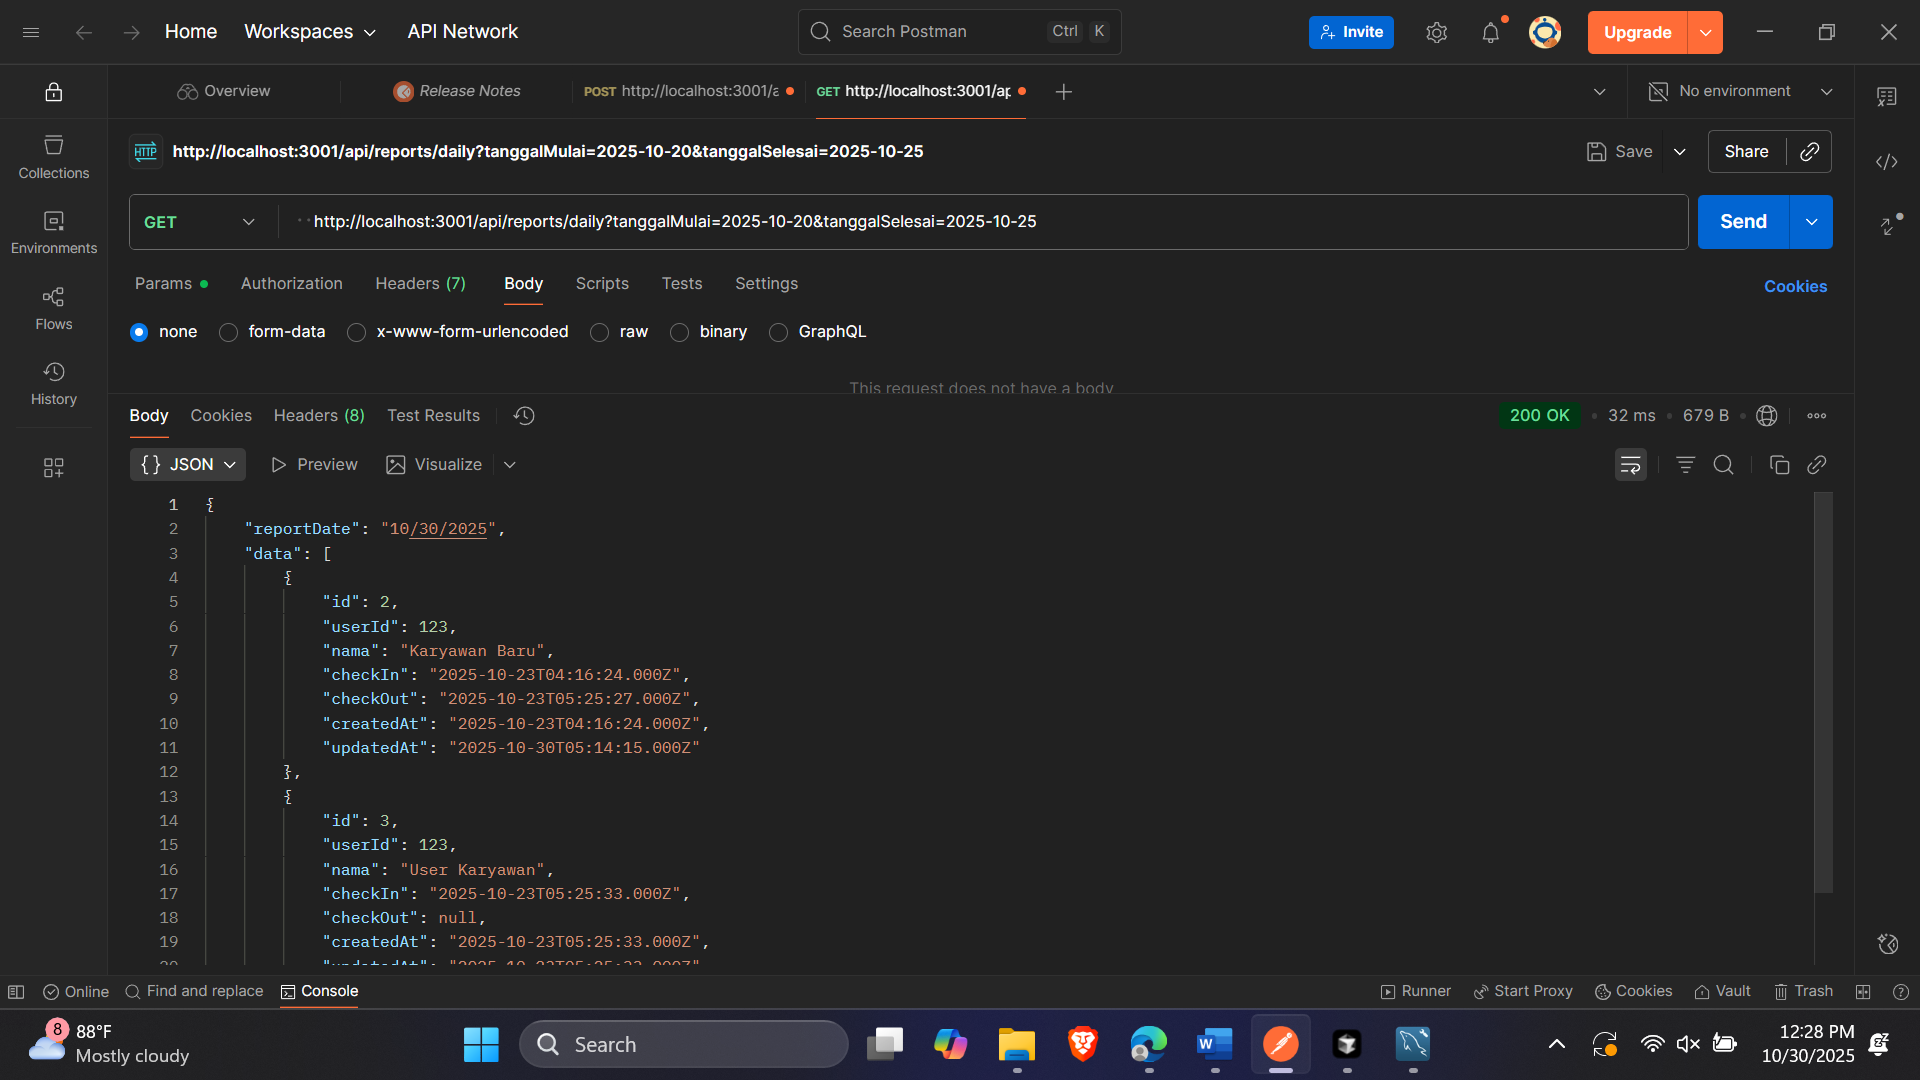 Home Workspaces API Network Search Postman Ctrl K Invite Upgrade
Overview Release Notes POST http://localhost:3001/a GET http://localhost:3001/ap No environment
HTTP http://localhost:3001/api/reports/daily?tanggalMulai=2025-10-20&tanggalSelesai=2025-10-25 Save Share
Collections
GET http://localhost:3001/api/reports/daily?tanggalMulai=2025-10-20&tanggalSelesai=2025-10-25 Send
Environments
Params Authorization Headers (7) Body Scripts Tests Settings Cookies
Flows
none form-data x-www-form-urlencoded raw binary GraphQL
This request does not have a body
History
Body Cookies Headers (8) Test Results 200 OK 32 ms 679 B
{} JSON Preview Visualize
1 {
2 "reportDate": "10/30/2025",
3 "data": [
4 {
5 "id": 2,
6 "userId": 123,
7 "nama": "Karyawan Baru",
8 "checkIn": "2025-10-23T04:16:24.000Z",
9 "checkOut": "2025-10-23T05:25:27.000Z",
10 "createdAt": "2025-10-23T04:16:24.000Z",
11 "updatedAt": "2025-10-30T05:14:15.000Z"
12 },
13 {
14 "id": 3,
15 "userId": 123,
16 "nama": "User Karyawan",
17 "checkIn": "2025-10-23T05:25:33.000Z",
18 "checkOut": null,
19 "createdAt": "2025-10-23T05:25:33.000Z",
20 "updatedAt": "2025-10-23T05:25:33.000Z"
Online Find and replace Console Runner Start Proxy Cookies Vault Trash
8 88°F
Mostly cloudy
Search
12:28 PM
10/30/2025